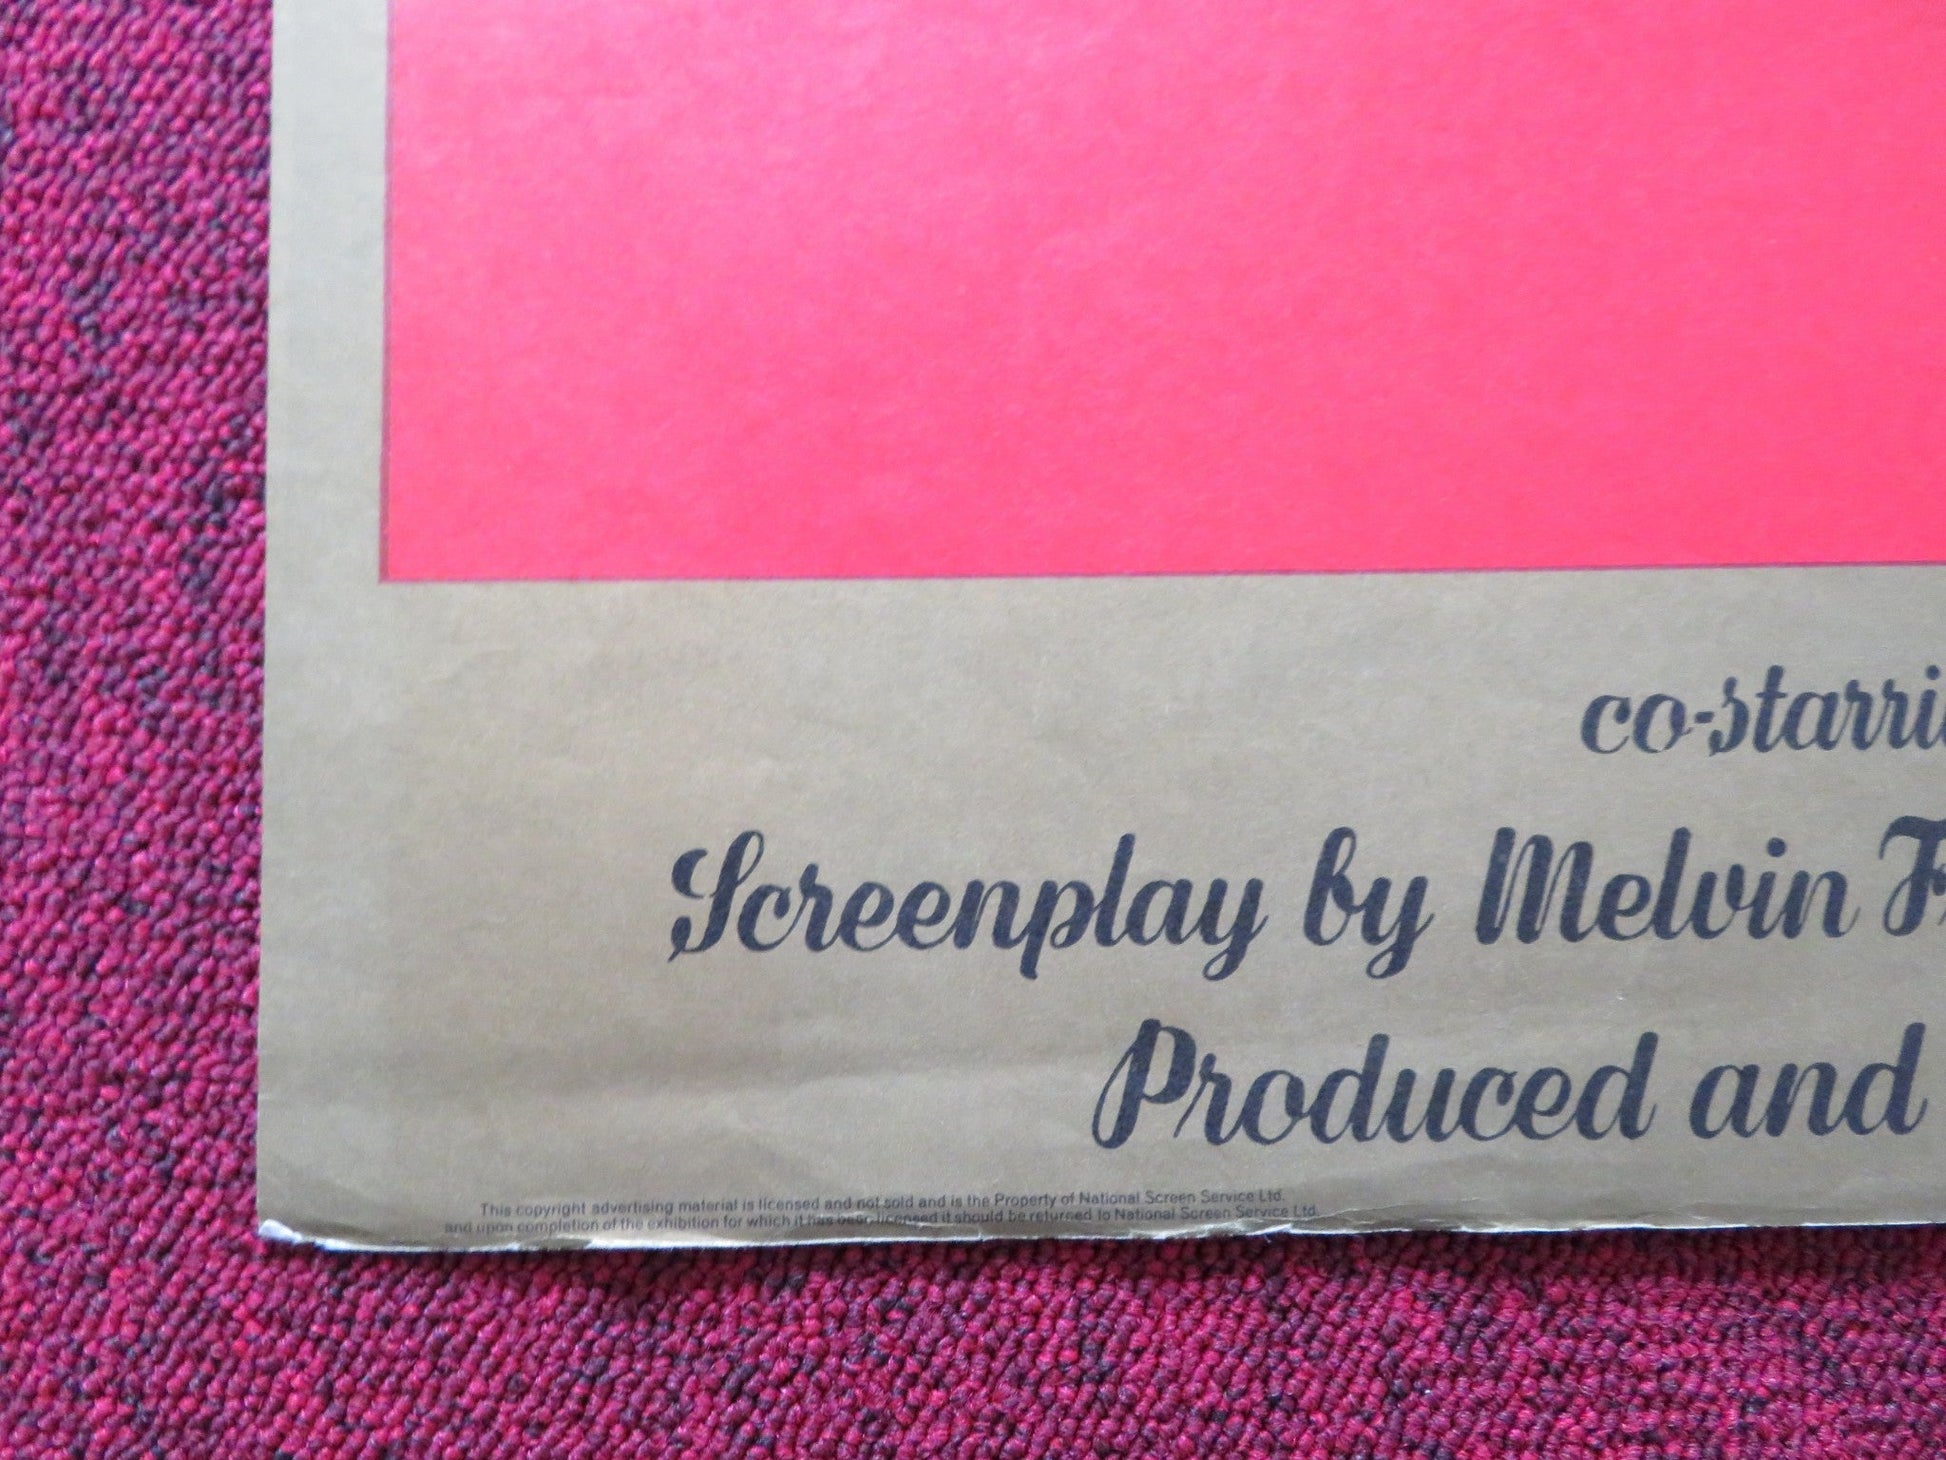 co-starri
Screenplay by Melvin F
Produced and
This copyright advertising material is licensed and not sold and is the Property of National Screen Service Ltd.
and upon completion of the exhibition for which it has been licensed it should be returned to National Screen Service Ltd.